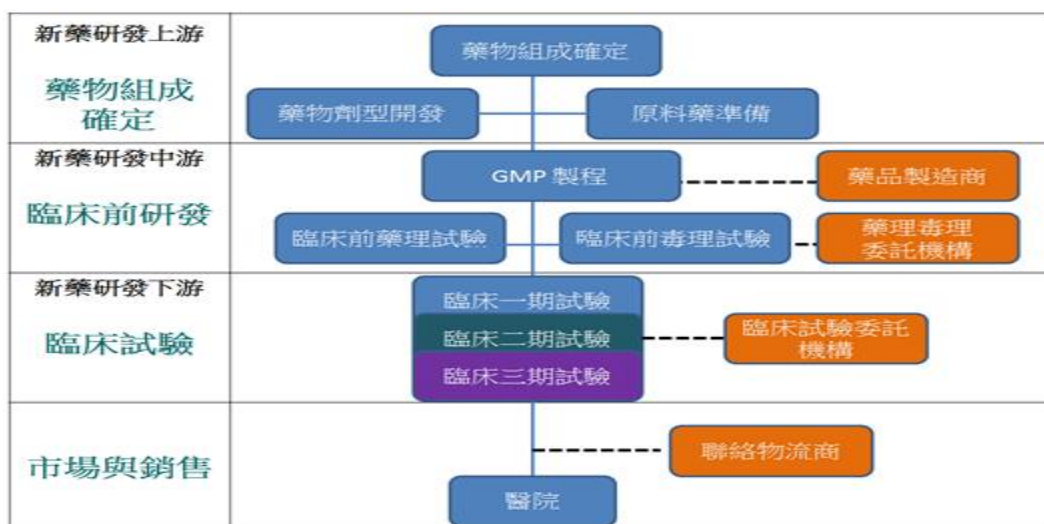 新藥研發上游
藥物組成
確定
藥物組成確定
藥物劑型開發
原料藥準備
新藥研發中游
臨床前研發
GMP 製程
藥品製造商
臨床前藥理試驗
臨床前毒理試驗
藥理毒理
委託機構
新藥研發下游
臨床試驗
臨床一期試驗
臨床二期試驗
臨床三期試驗
臨床試驗委託
機構
市場與銷售
聯絡物流商
醫院